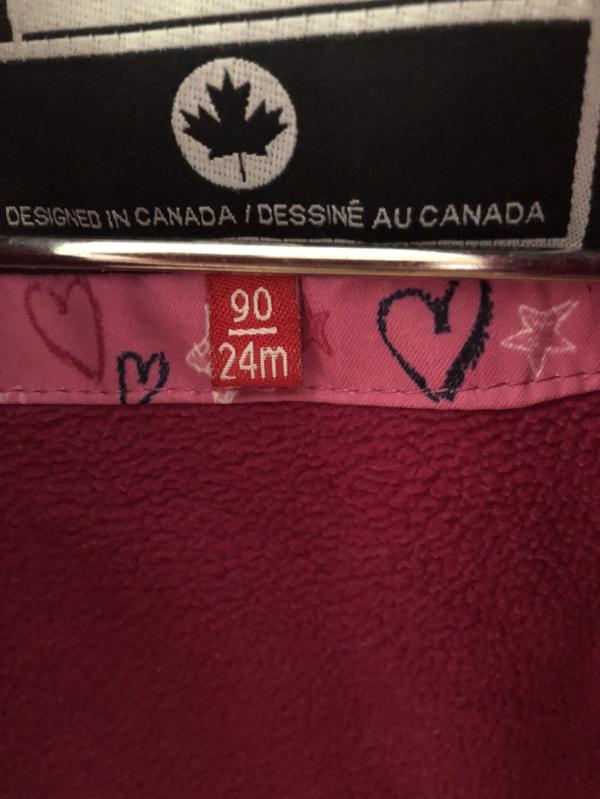 DESIGNED IN CANADA / DESSINÉ AU CANADA
90
24m